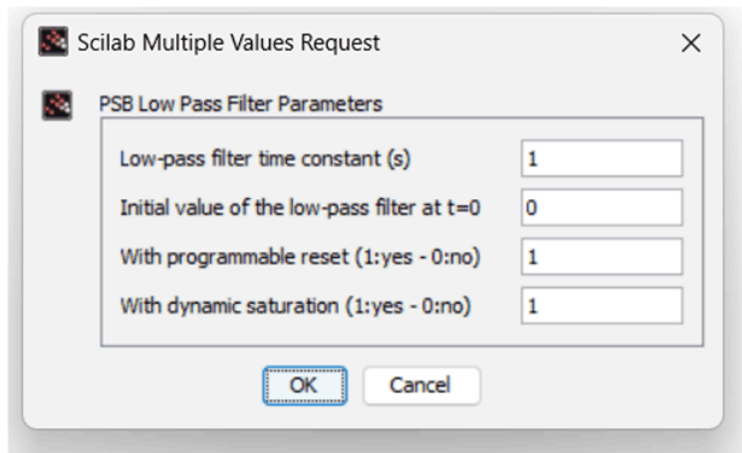 Scilab Multiple Values Request
PSB Low Pass Filter Parameters
Low-pass filter time constant (s) 1
Initial value of the low-pass filter at t=0 0
With programmable reset (1:yes - 0:no) 1
With dynamic saturation (1:yes - 0:no) 1
OK Cancel